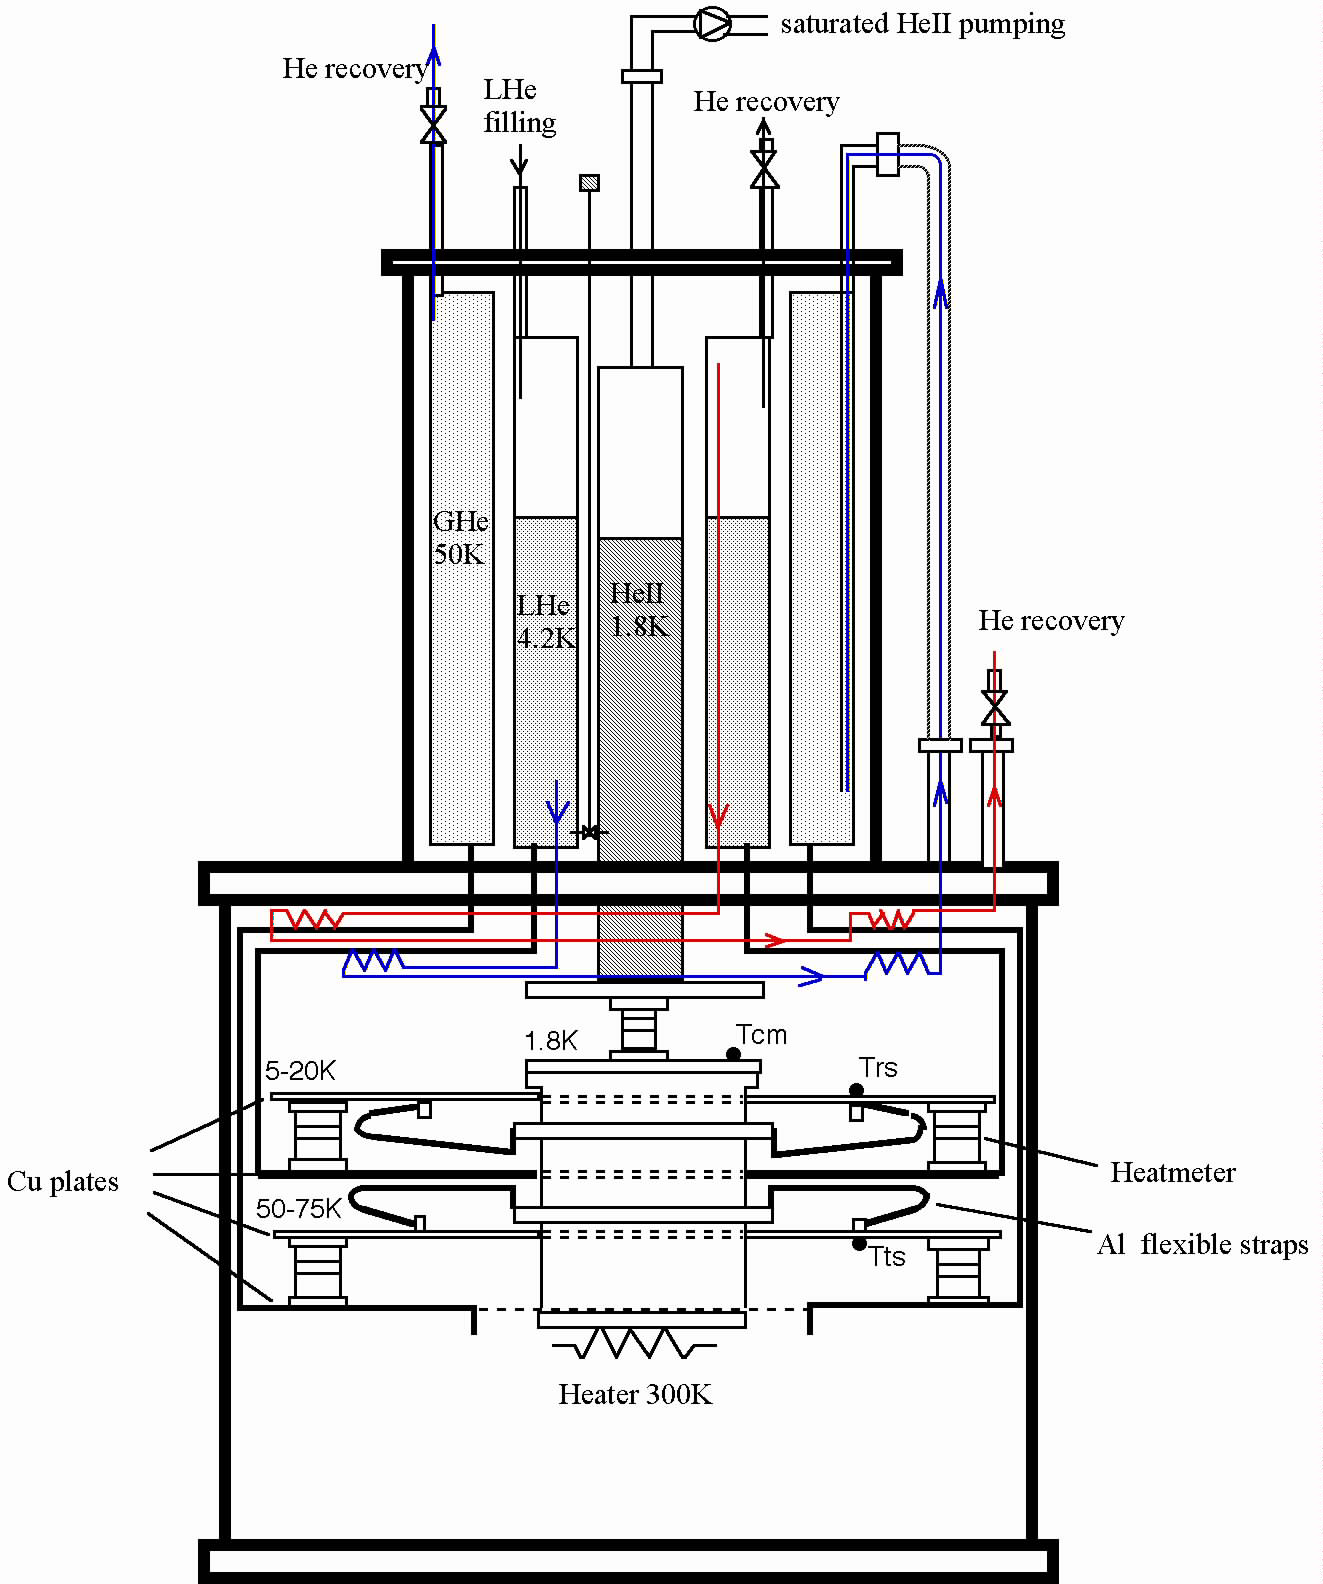 saturated HeII pumping
He recovery
LHe
filling
He recovery
GHe
50K
LHe
4.2K
HeII
1.8K
He recovery
1.8K
Tcm
5-20K
Trs
Cu plates
Heatmeter
50-75K
Al flexible straps
Tts
Heater 300K